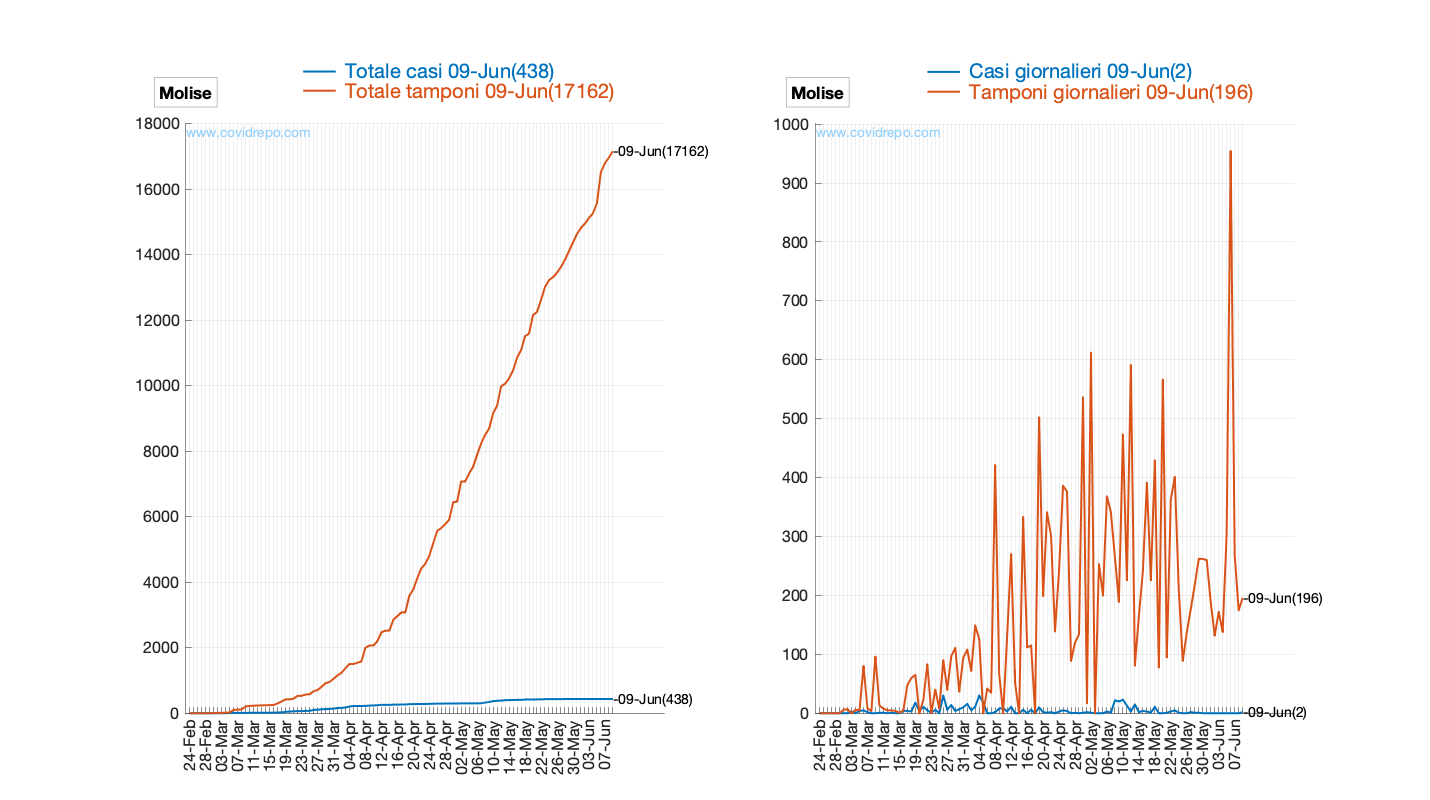 Molise
Totale casi 09-Jun(438)
Totale tamponi 09-Jun(17162)
www.covidrepo.com
18000
16000
14000
12000
10000
8000
6000
4000
2000
0
-09-Jun(17162)
-09-Jun(438)
24-Feb
28-Feb
03-Mar
07-Mar
11-Mar
15-Mar
19-Mar
23-Mar
27-Mar
31-Mar
04-Apr
08-Apr
12-Apr
16-Apr
20-Apr
24-Apr
28-Apr
02-May
06-May
10-May
14-May
18-May
22-May
26-May
30-May
03-Jun
07-Jun
Molise
Casi giornalieri 09-Jun(2)
Tamponi giornalieri 09-Jun(196)
www.covidrepo.com
1000
900
800
700
600
500
400
300
200
100
0
-09-Jun(196)
-09-Jun(2)
24-Feb
28-Feb
03-Mar
07-Mar
11-Mar
15-Mar
19-Mar
23-Mar
27-Mar
31-Mar
04-Apr
08-Apr
12-Apr
16-Apr
20-Apr
24-Apr
28-Apr
02-May
06-May
10-May
14-May
18-May
22-May
26-May
30-May
03-Jun
07-Jun